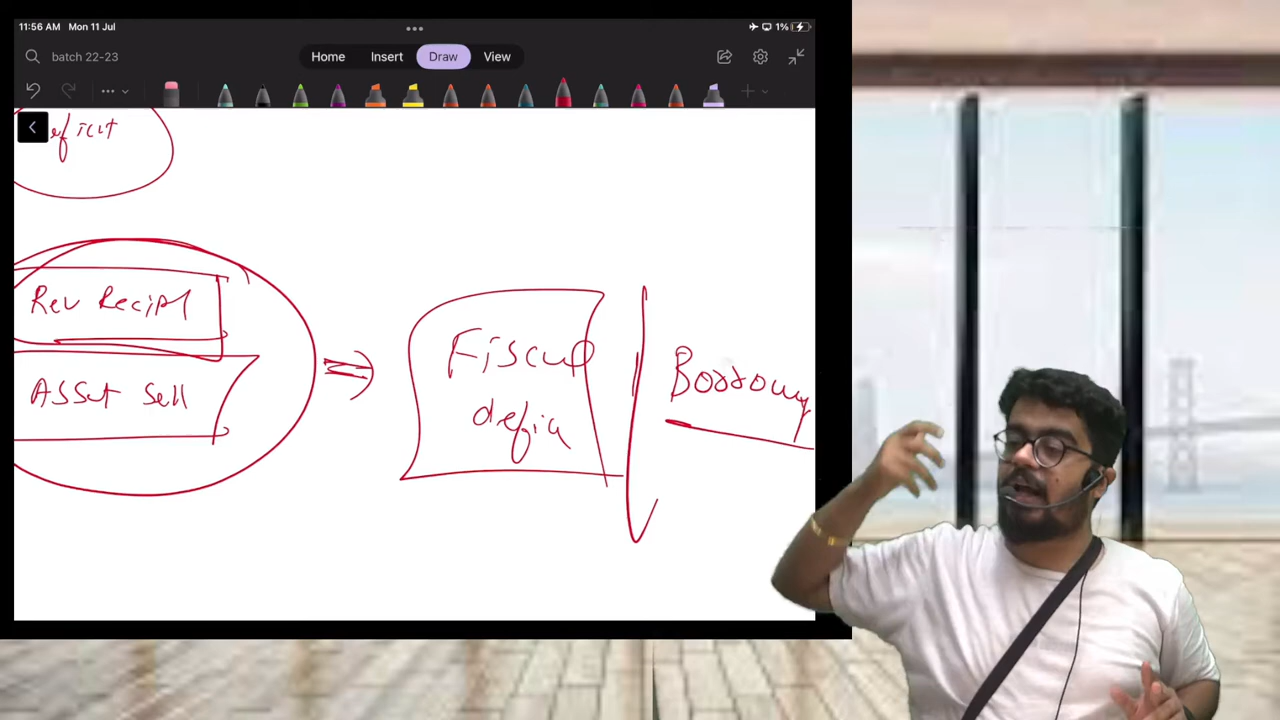 11:56 AM Mon 11 Jul
1%
batch 22-23
Home Insert Draw View
eficit
Rev Recipt
Asset Sell
Fiscal
defic
Borrowing